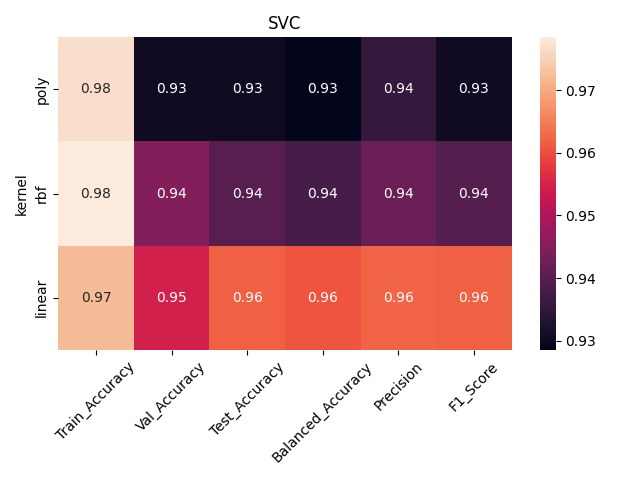 SVC
kernel
poly
0.98 0.93 0.93 0.93 0.94 0.93
rbf
0.98 0.94 0.94 0.94 0.94 0.94
linear
0.97 0.95 0.96 0.96 0.96 0.96
Train_Accuracy
Val_Accuracy
Test_Accuracy
Balanced_Accuracy
Precision
F1_Score
0.97
0.96
0.95
0.94
0.93